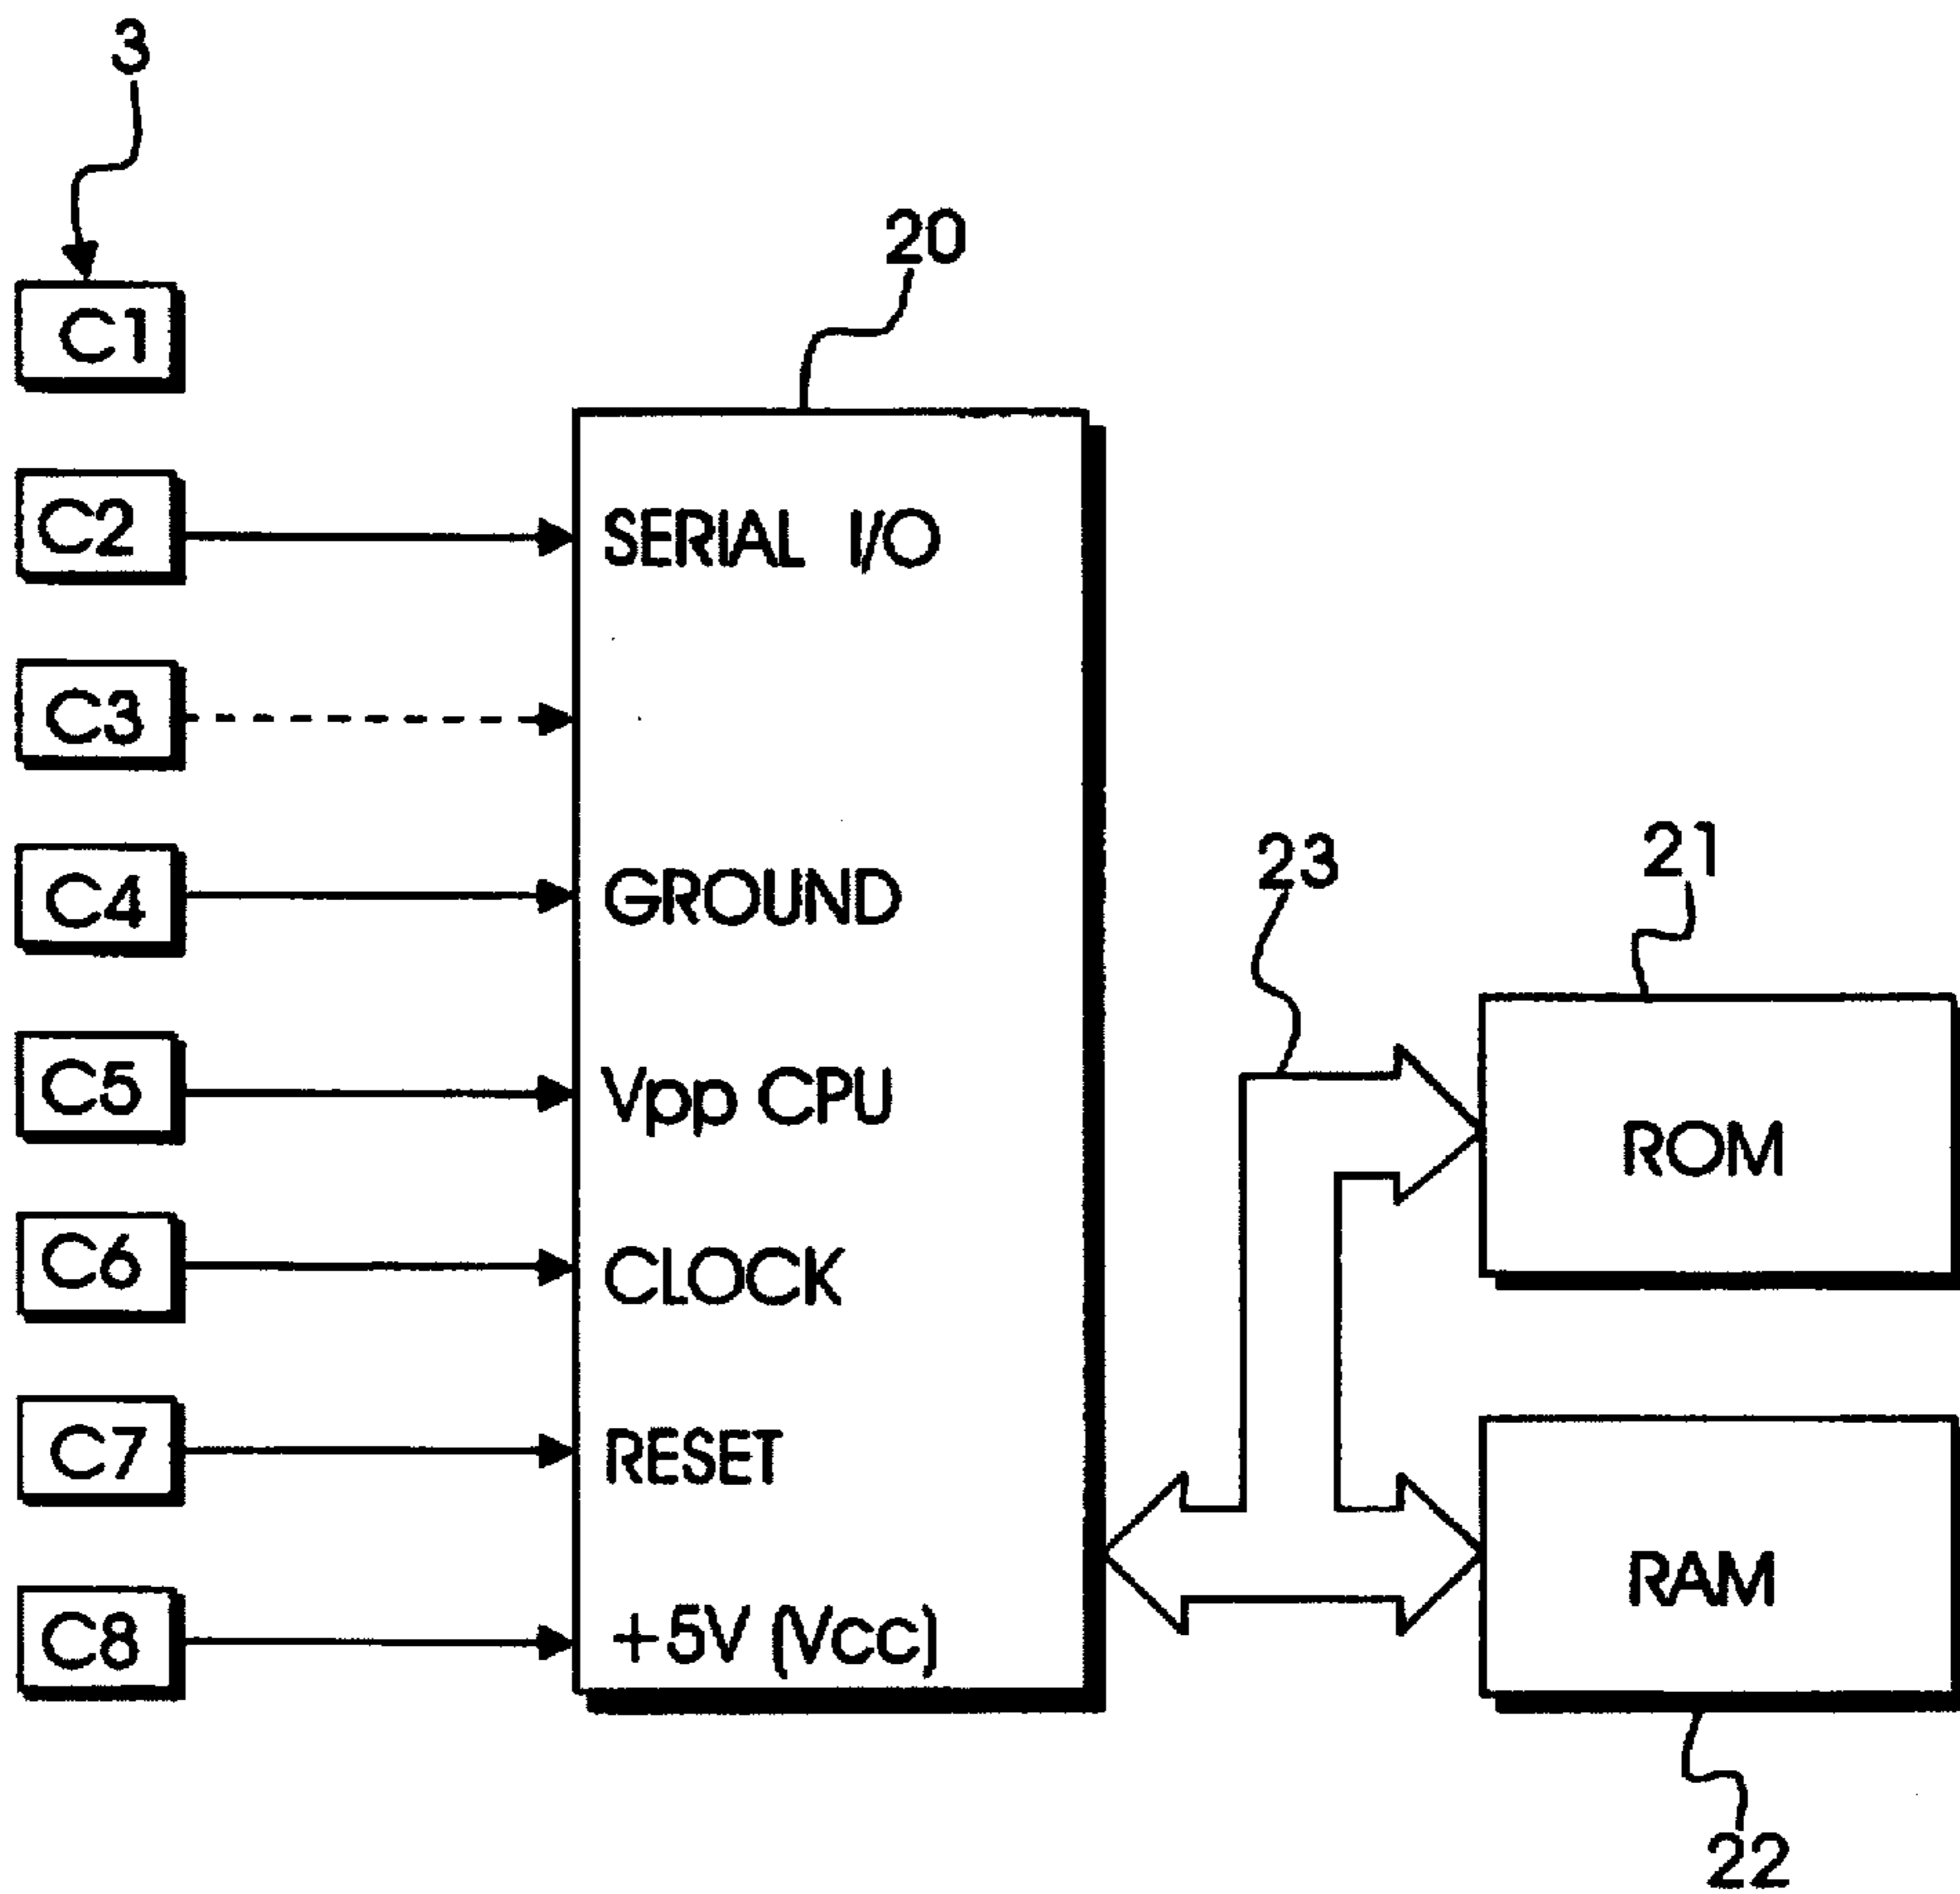 3
20
C1
C2
SERIAL I/O
C3
C4
GROUND
23
21
C5
Vpp CPU
ROM
C6
CLOCK
C7
RESET
RAM
C8
+5V (Vcc)
22